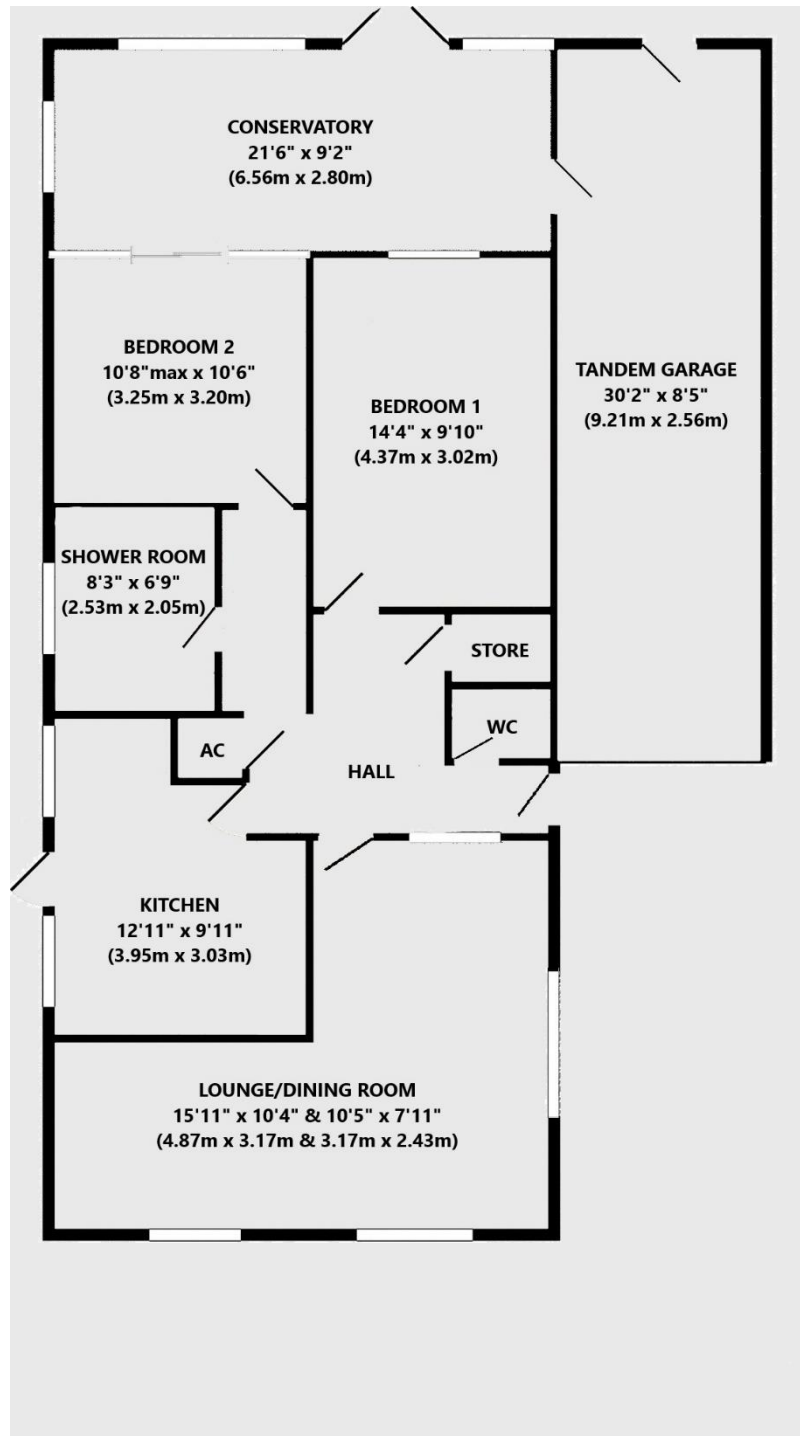 CONSERVATORY
21'6" x 9'2"
(6.56m x 2.80m)
BEDROOM 2
10'8"max x 10'6"
(3.25m x 3.20m)
BEDROOM 1
14'4" x 9'10"
(4.37m x 3.02m)
TANDEM GARAGE
30'2" x 8'5"
(9.21m x 2.56m)
SHOWER ROOM
8'3" x 6'9"
(2.53m x 2.05m)
STORE
WC
AC
HALL
KITCHEN
12'11" x 9'11"
(3.95m x 3.03m)
LOUNGE/DINING ROOM
15'11" x 10'4" & 10'5" x 7'11"
(4.87m x 3.17m & 3.17m x 2.43m)